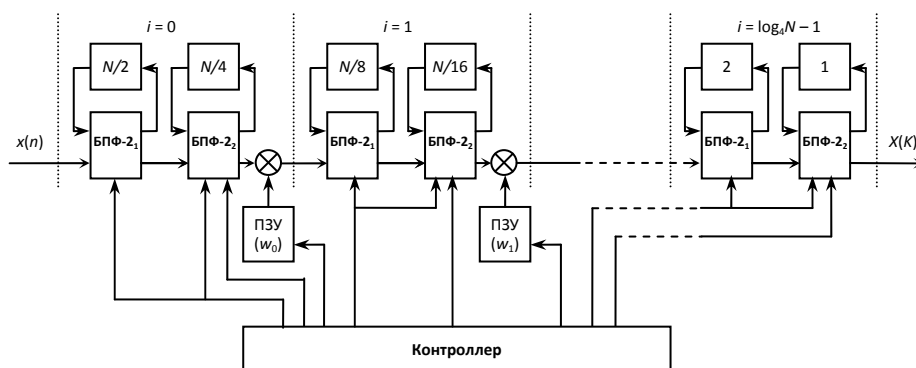 i = 0
i = 1
i = log₄N – 1
N/2
N/4
N/8
N/16
2
1
x(n)
БПФ-2₁
БПФ-2₂
БПФ-2₁
БПФ-2₂
БПФ-2₁
БПФ-2₂
X(K)
ПЗУ
(w₀)
ПЗУ
(w₁)
Контроллер